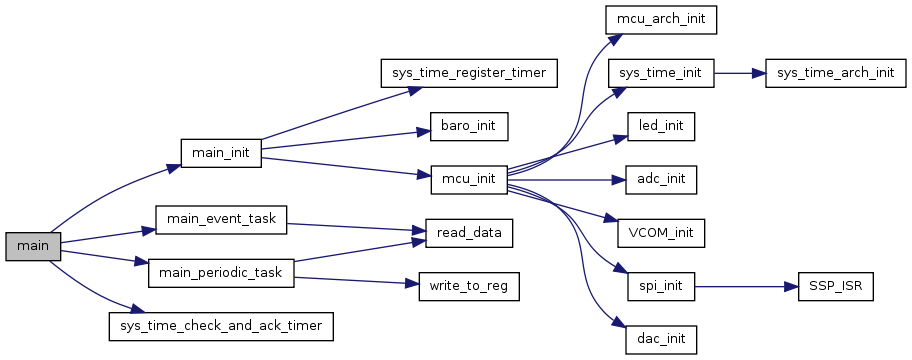 main
main_init
main_event_task
main_periodic_task
sys_time_check_and_ack_timer
sys_time_register_timer
baro_init
mcu_init
read_data
write_to_reg
mcu_arch_init
sys_time_init
led_init
adc_init
VCOM_init
spi_init
dac_init
sys_time_arch_init
SSP_ISR